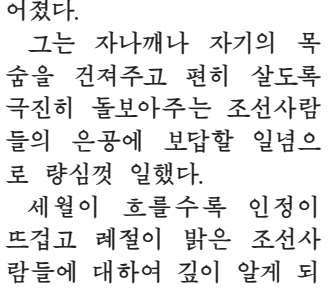 어졌다.
그는 자나깨나 자기의 목
숨을 건져주고 편히 살도록
극진히 돌보아주는 조선사람
들의 은공에 보답할 일념으
로 량심껏 일했다.
세월이 흐를수록 인정이
뜨겁고 례절이 밝은 조선사
람들에 대하여 깊이 알게 되